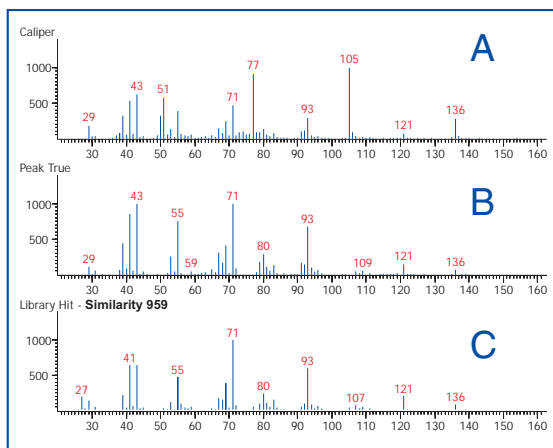 Caliper
A
1000
500
29 43 51 71 77 93 105 121 136
30 40 50 60 70 80 90 100 110 120 130 140 150 160
Peak True
B
1000
500
29 43 55 59 71 80 93 109 121 136
30 40 50 60 70 80 90 100 110 120 130 140 150 160
Library Hit - Similarity 959
C
1000
500
27 41 43 55 71 80 93 107 121 136
30 40 50 60 70 80 90 100 110 120 130 140 150 160